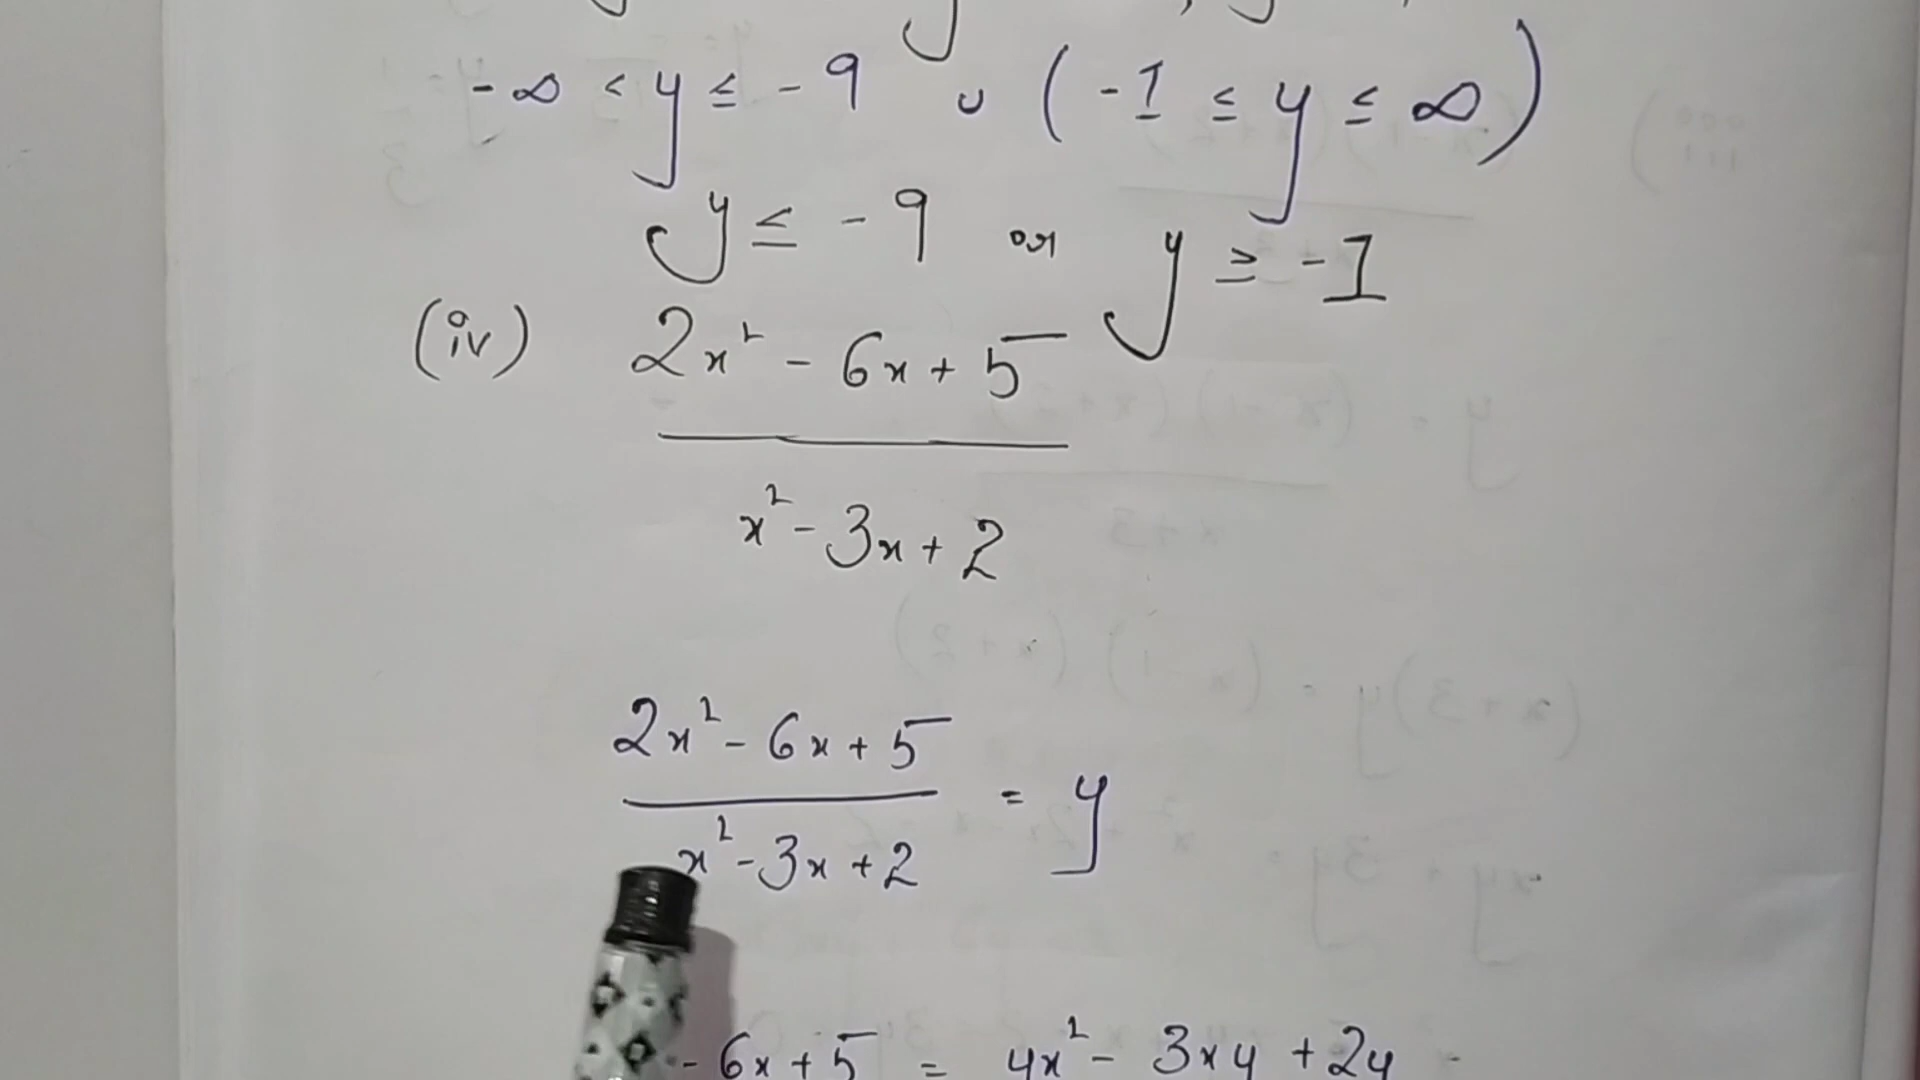 -∞ < y ≤ -9 ∪ (-1 ≤ y ≤ ∞)
y ≤ -9 or y ≥ -1
(iv) 2x² - 6x + 5
x² - 3x + 2
2x² - 6x + 5
x² - 3x + 2
= y
- 6x + 5 = yx² - 3xy + 2y